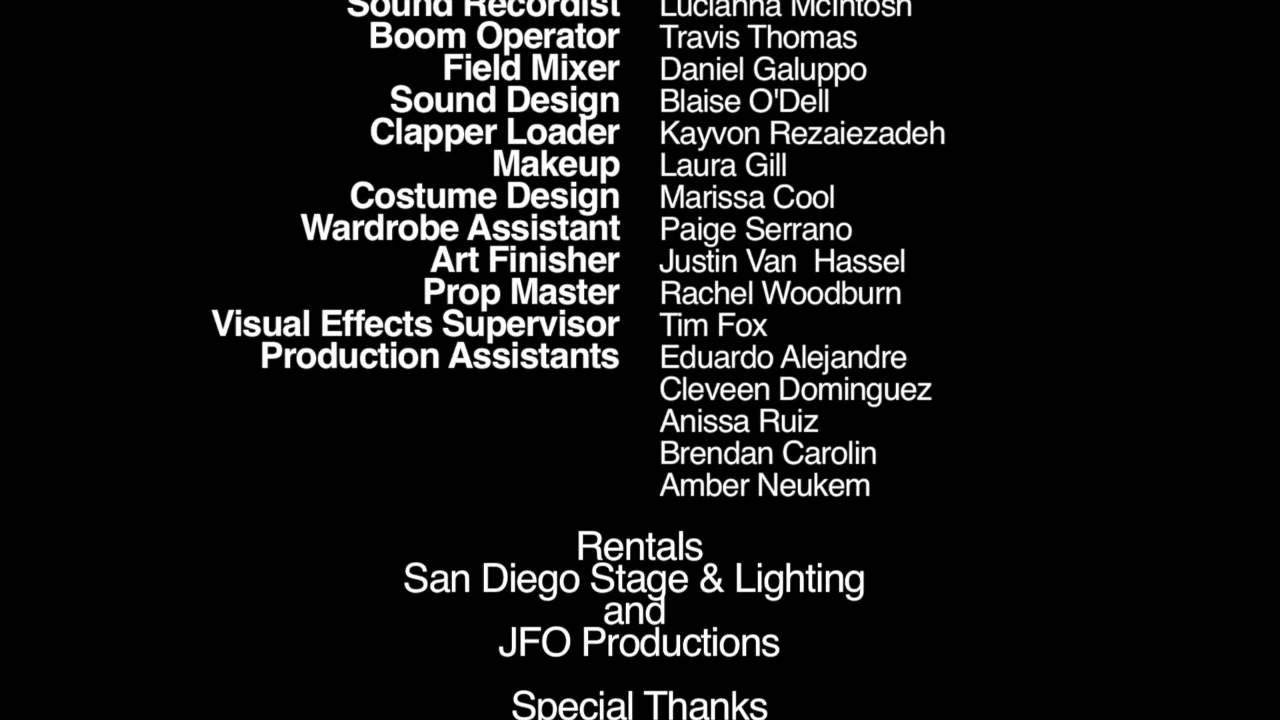 Sound Recordist Lucianna McIntosh
Boom Operator Travis Thomas
Field Mixer Daniel Galuppo
Sound Design Blaise O'Dell
Clapper Loader Kayvon Rezaiezadeh
Makeup Laura Gill
Costume Design Marissa Cool
Wardrobe Assistant Paige Serrano
Art Finisher Justin Van  Hassel
Prop Master Rachel Woodburn
Visual Effects Supervisor Tim Fox
Production Assistants Eduardo Alejandre
Cleveen Dominguez
Anissa Ruiz
Brendan Carolin
Amber Neukem
Rentals
San Diego Stage & Lighting
and
JFO Productions
Special Thanks